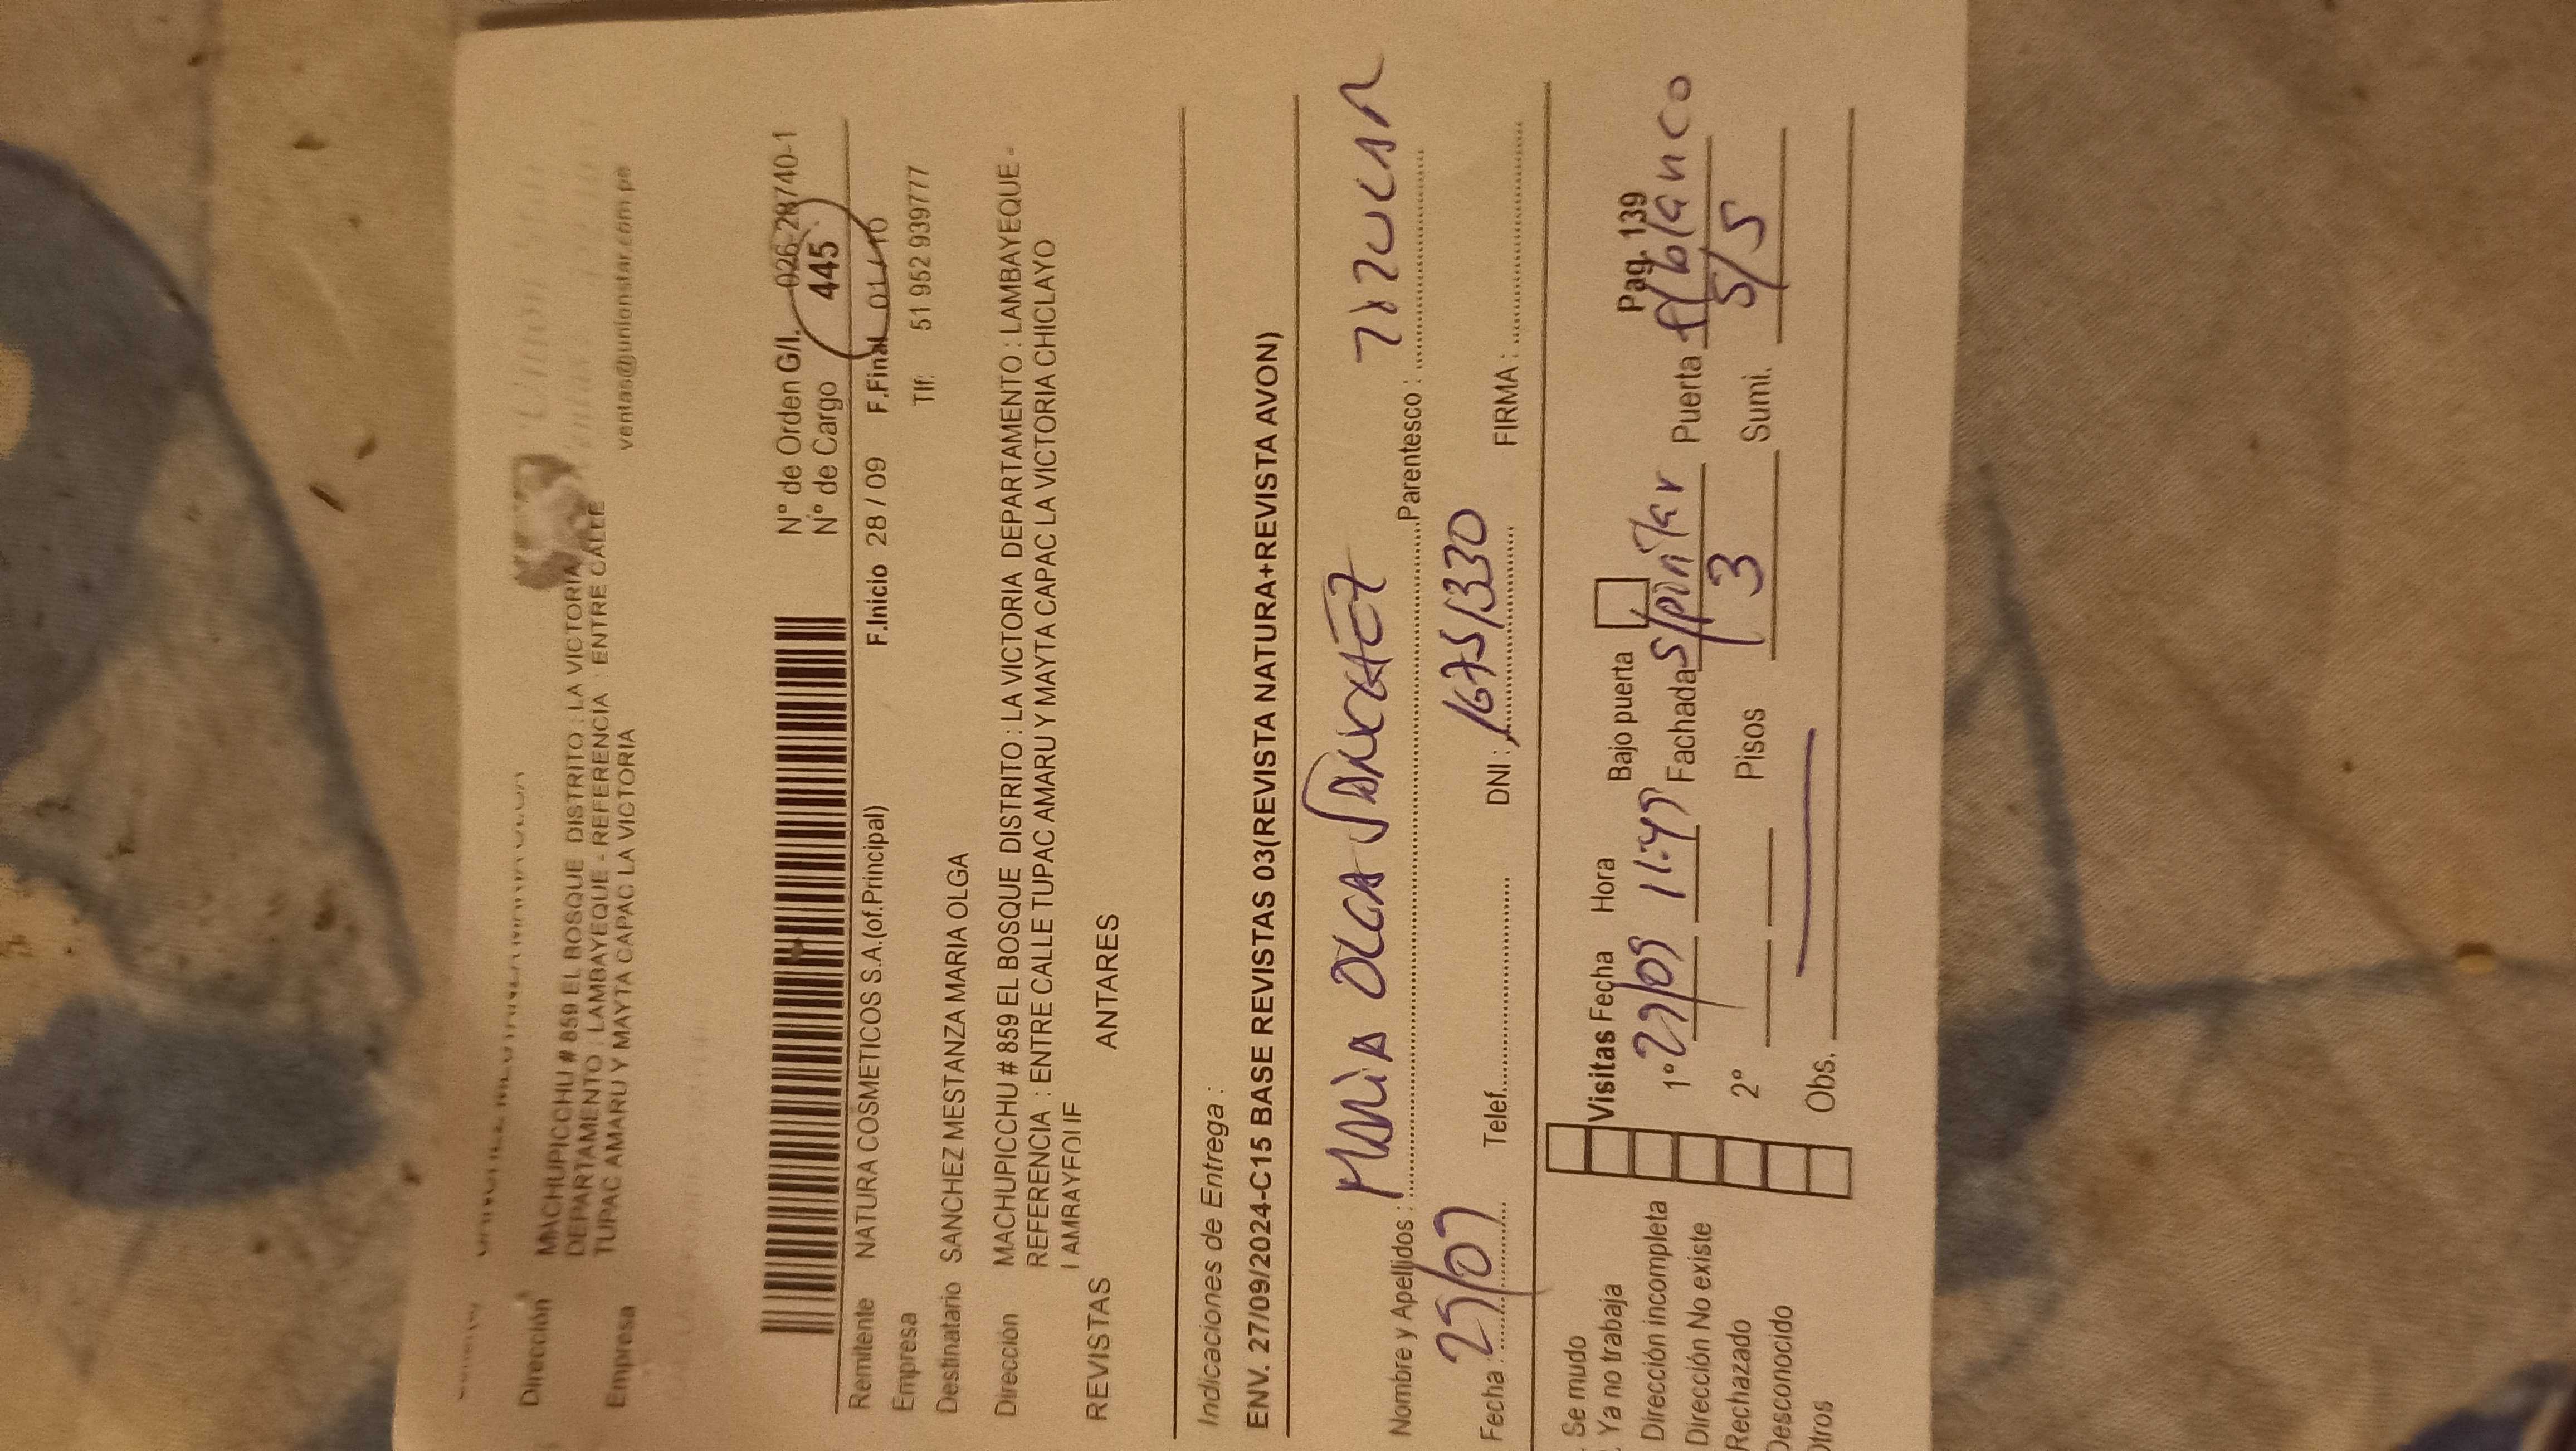 Dirección MACHUPICCHU # 859 EL BOSQUE DISTRITO : LA VICTORIA
DEPARTAMENTO : LAMBAYEQUE - REFERENCIA : ENTRE CALLE
TUPAC AMARU Y MAYTA CAPAC LA VICTORIA
Empresa
ventas@unionstar.com.pe
N° de Orden G/I. 026-28740-1
N° de Cargo 445
Remitente NATURA COSMETICOS S.A.(of.Principal) F.Inicio 28 / 09 F.Final 01 / 10
Empresa Tlf: 51 952 939777
Destinatario SANCHEZ MESTANZA MARIA OLGA
Dirección MACHUPICCHU # 859 EL BOSQUE DISTRITO : LA VICTORIA DEPARTAMENTO : LAMBAYEQUE -
REFERENCIA : ENTRE CALLE TUPAC AMARU Y MAYTA CAPAC LA VICTORIA CHICLAYO
REVISTAS ANTARES
Indicaciones de Entrega :
ENV. 27/09/2024-C15 BASE REVISTAS 03(REVISTA NATURA+REVISTA AVON)
Nombre y Apellidos : MARIA OLGA SANCHEZ Parentesco :
Fecha : 29/09 Telef. DNI : 16751330 FIRMA :
Se mudo
Ya no trabaja
Dirección incompleta
Dirección No existe
Rechazado
Desconocido
Otros
Visitas Fecha Hora Bajo puerta Pag. 139
1° 29/09 11:49 Fachada S/pintar Puerta f/blanco
2° Pisos 3 Sumi. S/S
Obs.